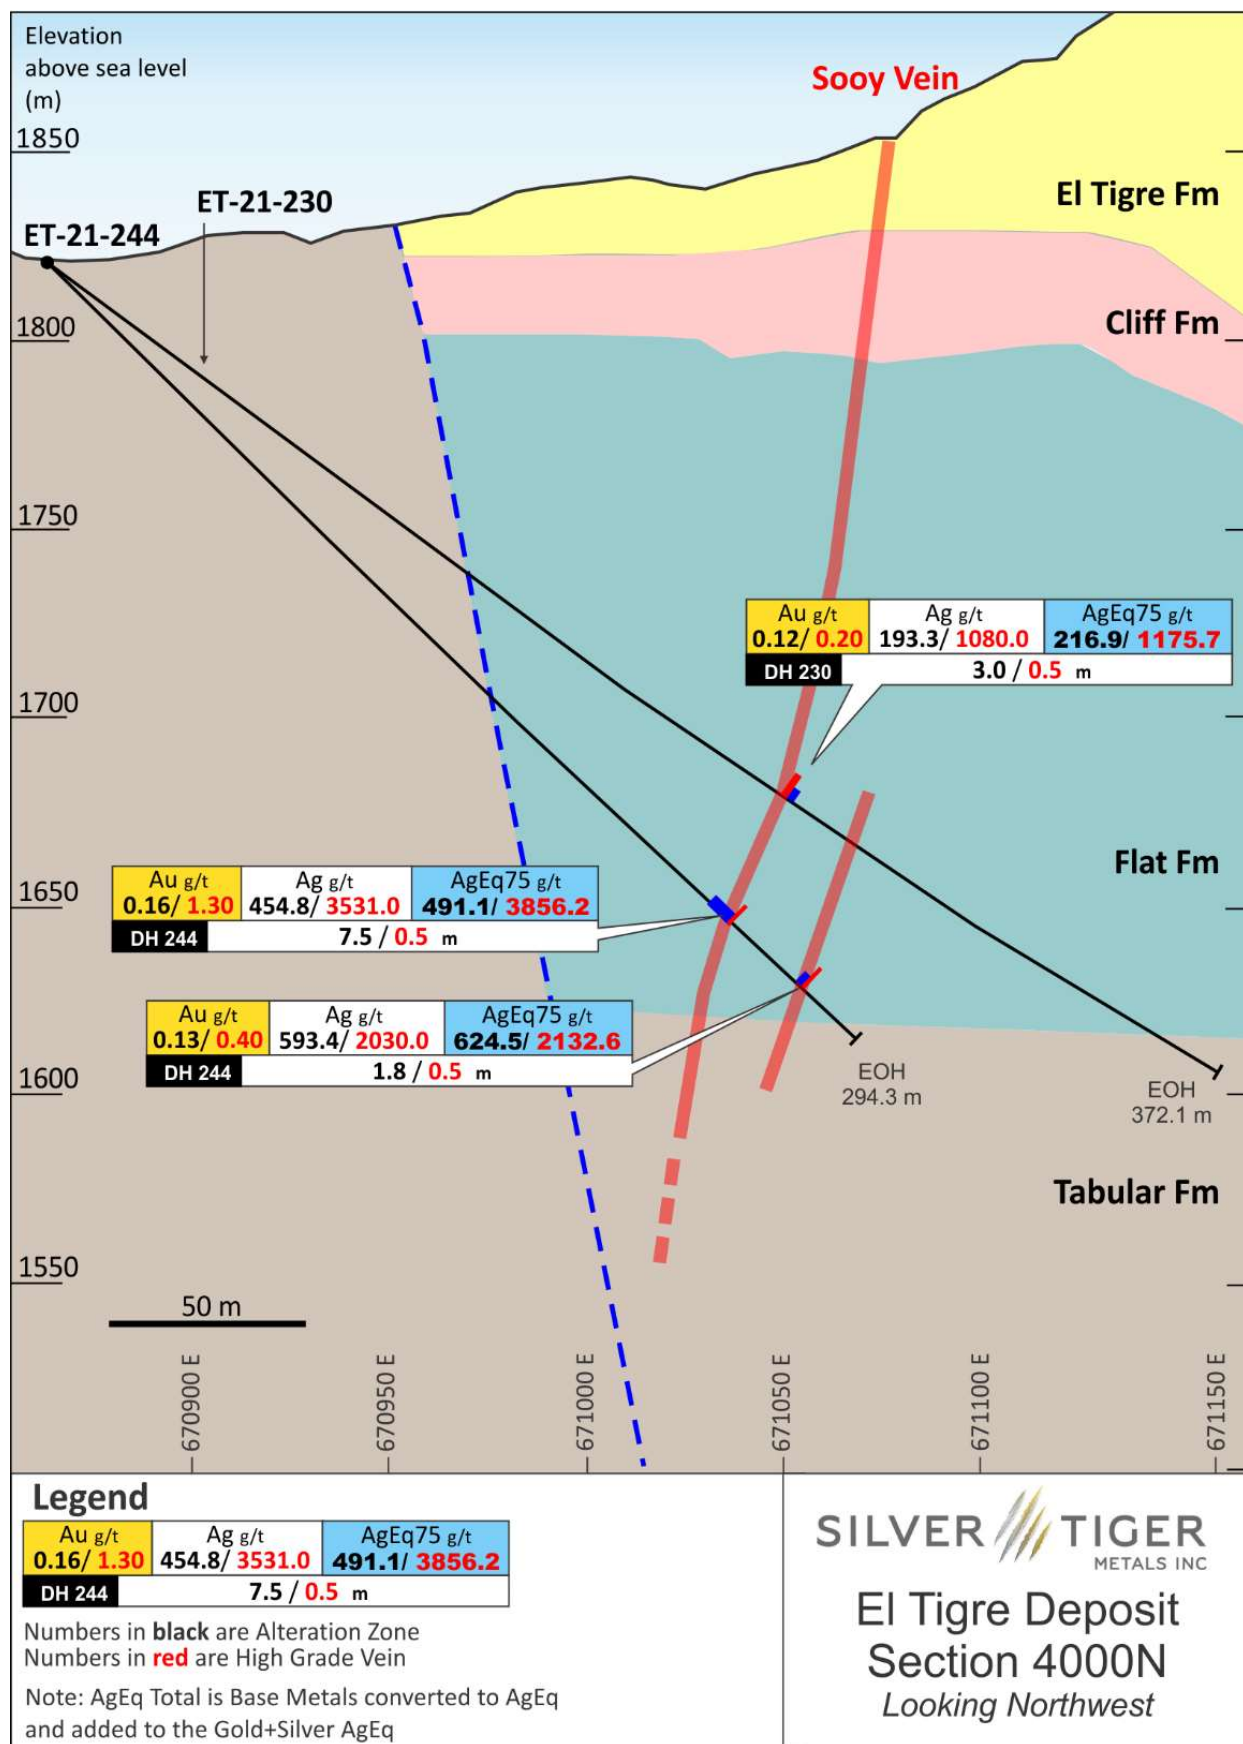 Elevation
above sea level
(m)
Sooy Vein
1850
El Tigre Fm
ET-21-230
ET-21-244
1800
Cliff Fm
1750
Au g/t Ag g/t AgEq75 g/t
0.12/ 0.20 193.3/ 1080.0 216.9/ 1175.7
DH 230 3.0 / 0.5 m
1700
Flat Fm
1650
Au g/t Ag g/t AgEq75 g/t
0.16/ 1.30 454.8/ 3531.0 491.1/ 3856.2
DH 244 7.5 / 0.5 m
Au g/t Ag g/t AgEq75 g/t
0.13/ 0.40 593.4/ 2030.0 624.5/ 2132.6
DH 244 1.8 / 0.5 m
1600
EOH
294.3 m
EOH
372.1 m
Tabular Fm
1550
50 m
670900 E
670950 E
671000 E
671050 E
671100 E
671150 E
Legend
Au g/t Ag g/t AgEq75 g/t
0.16/ 1.30 454.8/ 3531.0 491.1/ 3856.2
DH 244 7.5 / 0.5 m
Numbers in black are Alteration Zone
Numbers in red are High Grade Vein
Note: AgEq Total is Base Metals converted to AgEq
and added to the Gold+Silver AgEq
SILVER TIGER
METALS INC
El Tigre Deposit
Section 4000N
Looking Northwest